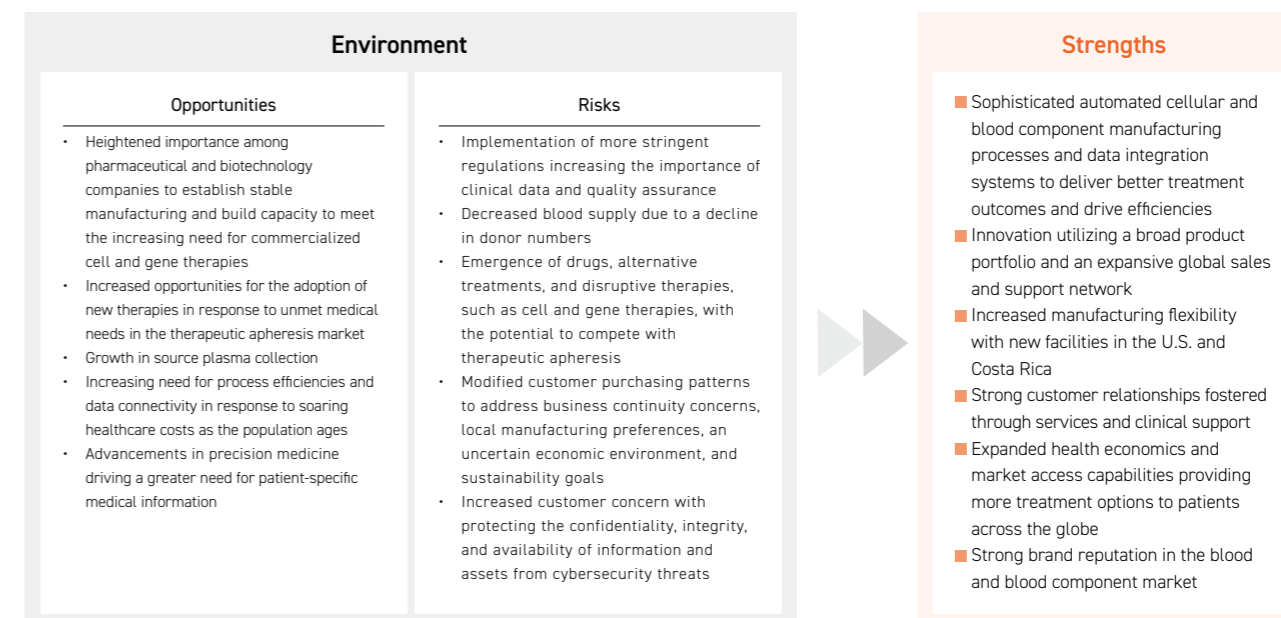 Environment
Opportunities
• Heightened importance among
pharmaceutical and biotechnology
companies to establish stable
manufacturing and build capacity to meet
the increasing need for commercialized
cell and gene therapies
• Increased opportunities for the adoption of
new therapies in response to unmet medical
needs in the therapeutic apheresis market
• Growth in source plasma collection
• Increasing need for process efficiencies and
data connectivity in response to soaring
healthcare costs as the population ages
• Advancements in precision medicine
driving a greater need for patient-specific
medical information
Risks
• Implementation of more stringent
regulations increasing the importance of
clinical data and quality assurance
• Decreased blood supply due to a decline
in donor numbers
• Emergence of drugs, alternative
treatments, and disruptive therapies,
such as cell and gene therapies, with
the potential to compete with
therapeutic apheresis
• Modified customer purchasing patterns
to address business continuity concerns,
local manufacturing preferences, an
uncertain economic environment, and
sustainability goals
• Increased customer concern with
protecting the confidentiality, integrity,
and availability of information and
assets from cybersecurity threats
Strengths
■ Sophisticated automated cellular and
blood component manufacturing
processes and data integration
systems to deliver better treatment
outcomes and drive efficiencies
■ Innovation utilizing a broad product
portfolio and an expansive global sales
and support network
■ Increased manufacturing flexibility
with new facilities in the U.S. and
Costa Rica
■ Strong customer relationships fostered
through services and clinical support
■ Expanded health economics and
market access capabilities providing
more treatment options to patients
across the globe
■ Strong brand reputation in the blood
and blood component market